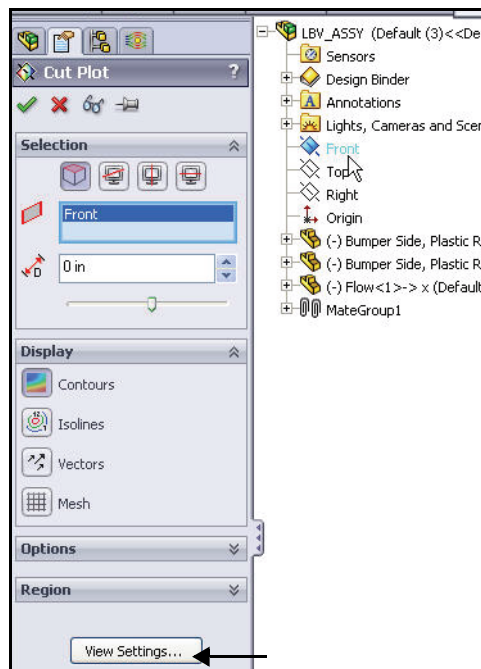 Cut Plot ?
Selection
Front
D 0 in
Display
Contours
Isolines
Vectors
Mesh
Options
Region
View Settings...
LBV_ASSY (Default (3)<<De
Sensors
Design Binder
A Annotations
Lights, Cameras and Scen
Front
Top
Right
Origin
(-) Bumper Side, Plastic R
(-) Bumper Side, Plastic R
(-) Flow<1>-> x (Default
MateGroup1